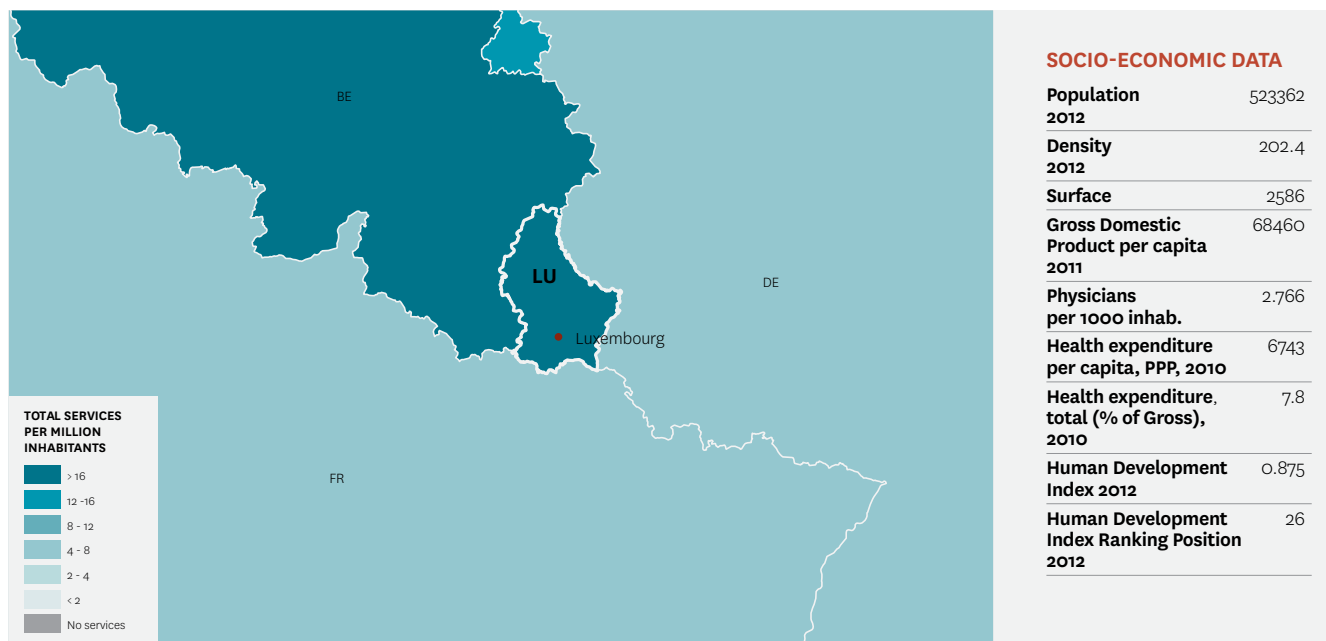 BE
LU
DE
Luxembourg
FR
TOTAL SERVICES
PER MILLION
INHABITANTS
> 16
12 -16
8 - 12
4 - 8
2 - 4
< 2
No services
SOCIO-ECONOMIC DATA
Population 523362
2012
Density 202.4
2012
Surface 2586
Gross Domestic 68460
Product per capita
2011
Physicians 2.766
per 1000 inhab.
Health expenditure 6743
per capita, PPP, 2010
Health expenditure, 7.8
total (% of Gross),
2010
Human Development 0.875
Index 2012
Human Development 26
Index Ranking Position
2012